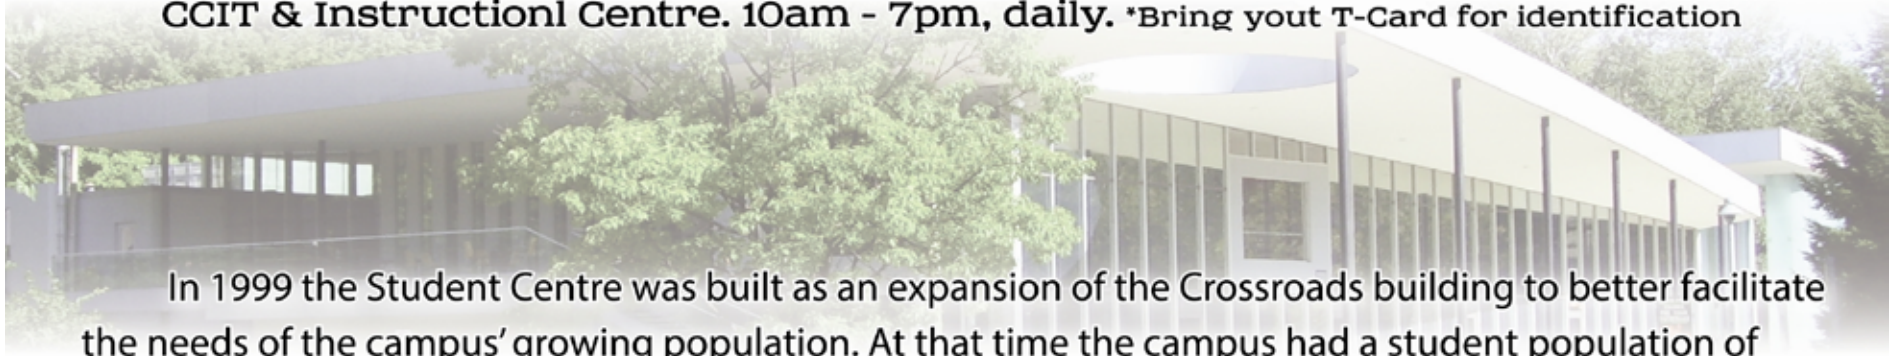 CCIT & Instructionl Centre. 10am - 7pm, daily. *Bring yout T-Card for identification
In 1999 the Student Centre was built as an expansion of the Crossroads building to better facilitate
the needs of the campus' growing population. At that time the campus had a student population of